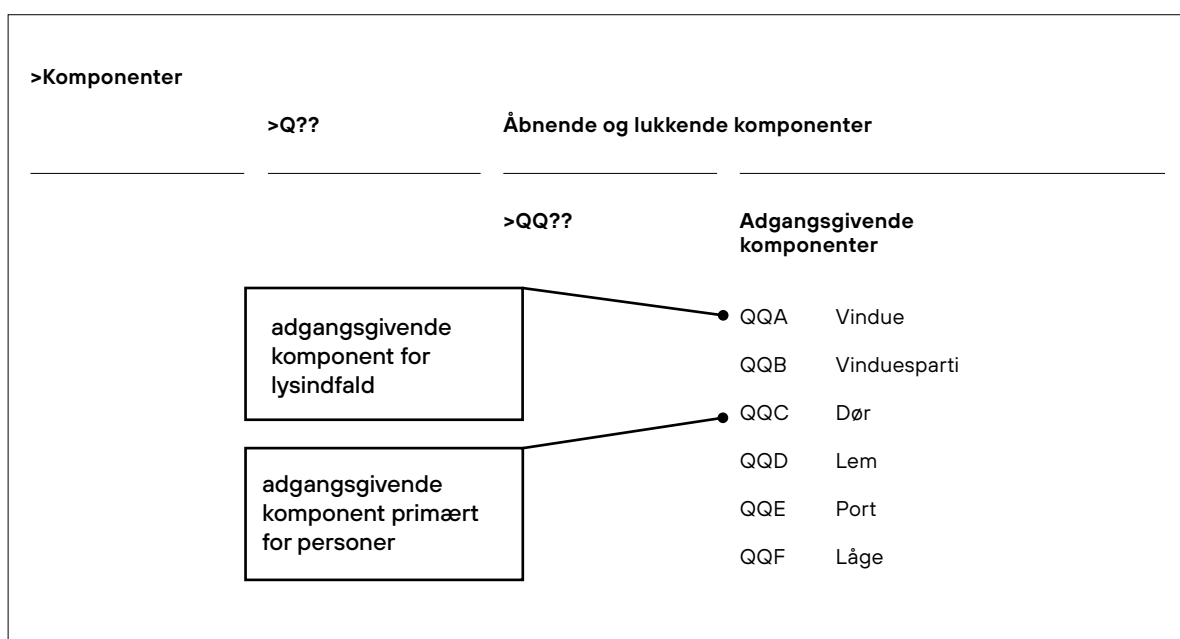 >Komponenter
>Q?? Åbnende og lukkende komponenter
>QQ?? Adgangsgivende
komponenter
adgangsgivende
komponent for
lysindfald
adgangsgivende
komponent primært
for personer
QQA Vindue
QQB Vinduesparti
QQC Dør
QQD Lem
QQE Port
QQF Låge